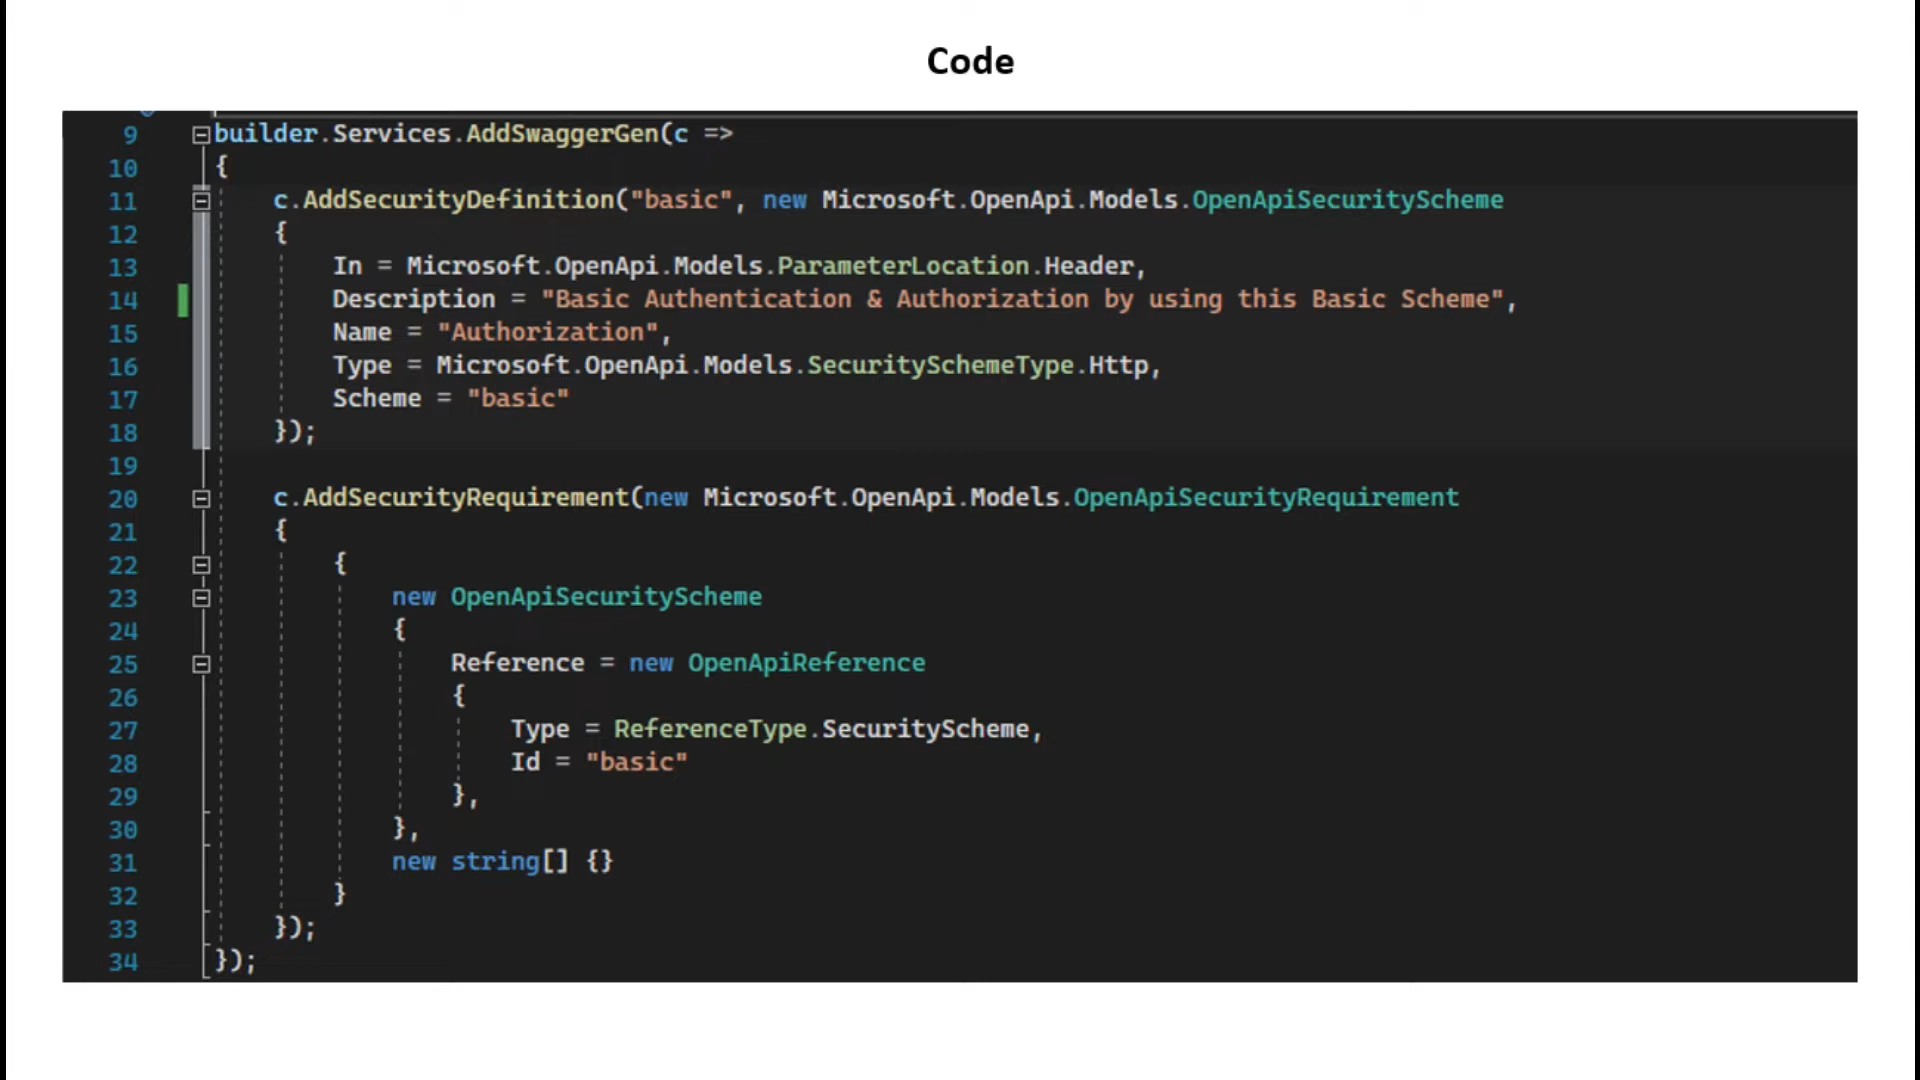 Code
9 builder.Services.AddSwaggerGen(c =>
10 {
11 c.AddSecurityDefinition("basic", new Microsoft.OpenApi.Models.OpenApiSecurityScheme
12 {
13 In = Microsoft.OpenApi.Models.ParameterLocation.Header,
14 Description = "Basic Authentication & Authorization by using this Basic Scheme",
15 Name = "Authorization",
16 Type = Microsoft.OpenApi.Models.SecuritySchemeType.Http,
17 Scheme = "basic"
18 });
19
20 c.AddSecurityRequirement(new Microsoft.OpenApi.Models.OpenApiSecurityRequirement
21 {
22 {
23 new OpenApiSecurityScheme
24 {
25 Reference = new OpenApiReference
26 {
27 Type = ReferenceType.SecurityScheme,
28 Id = "basic"
29 },
30 },
31 new string[] {}
32 }
33 });
34 });